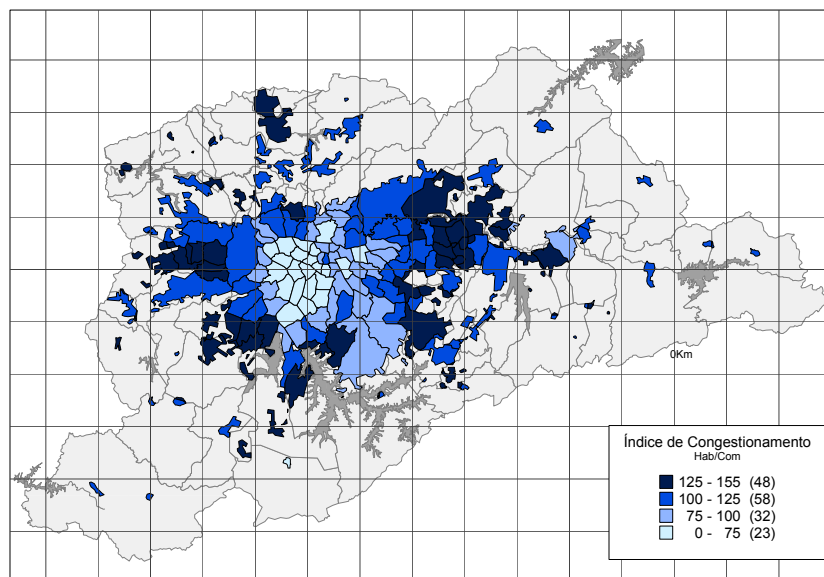 0Km
Índice de Congestionamento
Hab/Com
125 - 155 (48)
100 - 125 (58)
75 - 100 (32)
0 - 75 (23)